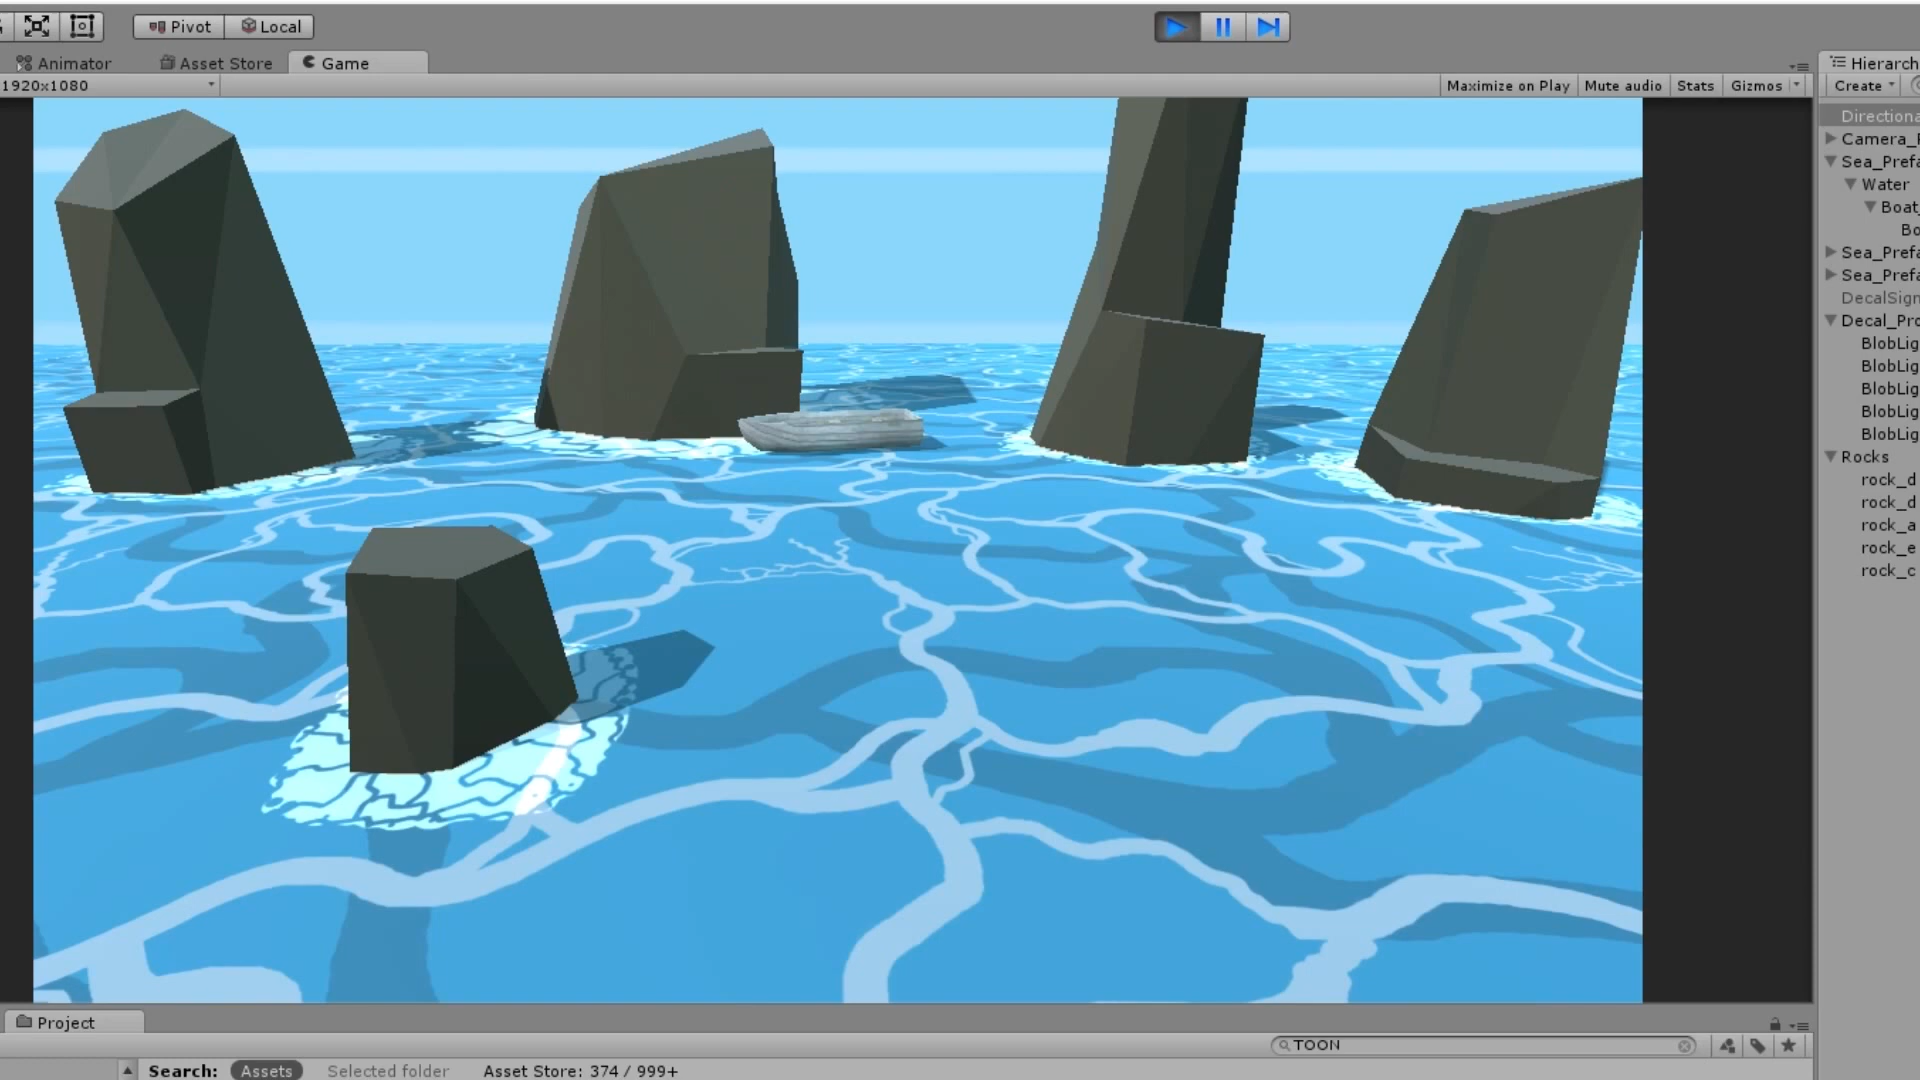 Pivot Local
Animator Asset Store Game
1920x1080 Maximize on Play Mute audio Stats Gizmos
Hierarch
Create
Directiona
Camera_
Sea_Prefa
Water
Boat_
Bo
Sea_Prefa
Sea_Prefa
DecalSign
Decal_Pro
BlobLig
BlobLig
BlobLig
BlobLig
BlobLig
Rocks
rock_d
rock_d
rock_a
rock_e
rock_c
Project
TOON
Search: Assets Selected folder Asset Store: 374 / 999+